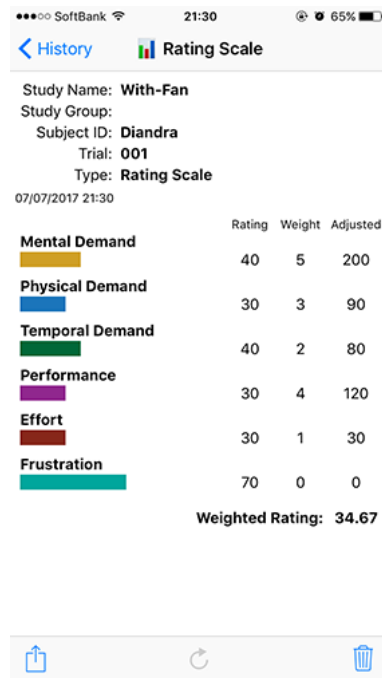 SoftBank 21:30 65%
History Rating Scale
Study Name: With-Fan
Study Group:
Subject ID: Diandra
Trial: 001
Type: Rating Scale
07/07/2017 21:30
Rating Weight Adjusted
Mental Demand
40 5 200
Physical Demand
30 3 90
Temporal Demand
40 2 80
Performance
30 4 120
Effort
30 1 30
Frustration
70 0 0
Weighted Rating: 34.67